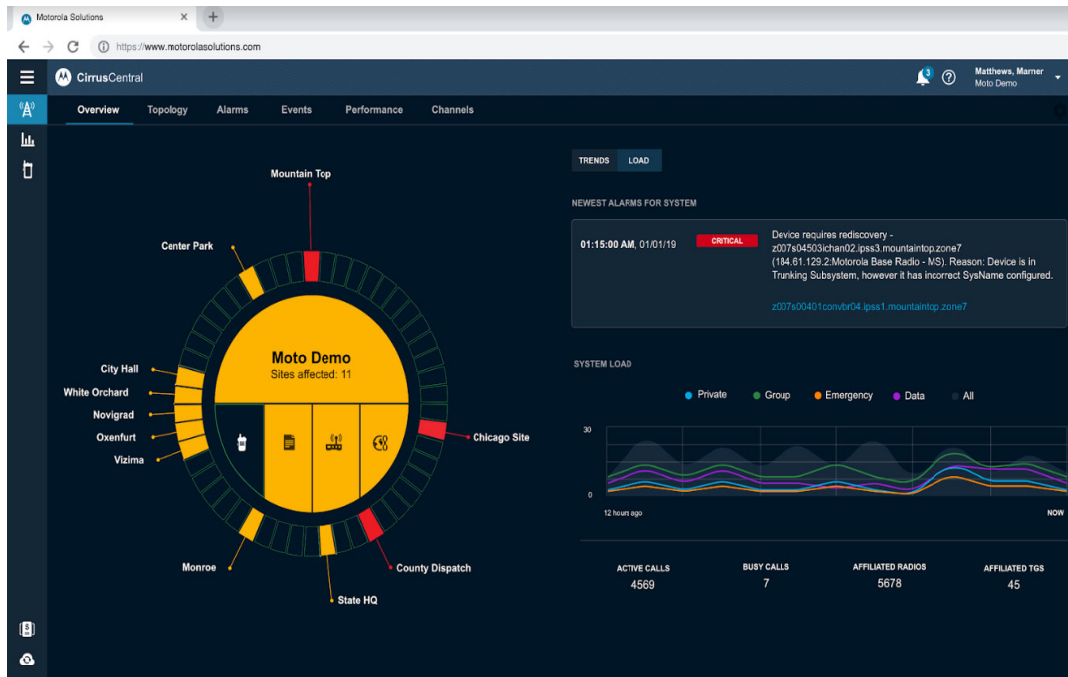 Motorola Solutions
https://www.motorolasolutions.com
CirrusCentral
3
Matthews, Marner
Moto Demo
Overview
Topology
Alarms
Events
Performance
Channels
Mountain Top
Center Park
City Hall
White Orchard
Novigrad
Oxenfurt
Vizima
Monroe
State HQ
County Dispatch
Chicago Site
Moto Demo
Sites affected: 11
TRENDS
LOAD
NEWEST ALARMS FOR SYSTEM
01:15:00 AM, 01/01/19
CRITICAL
Device requires rediscovery -
z007s04503ichan02.ipss3.mountaintop.zone7
(184.61.129.2:Motorola Base Radio - MS). Reason: Device is in
Trunking Subsystem, however it has incorrect SysName configured.
z007s00401convbr04.ipss1.mountaintop.zone7
SYSTEM LOAD
Private
Group
Emergency
Data
All
30
0
12 hours ago
NOW
ACTIVE CALLS
4569
BUSY CALLS
7
AFFILIATED RADIOS
5678
AFFILIATED TGS
45